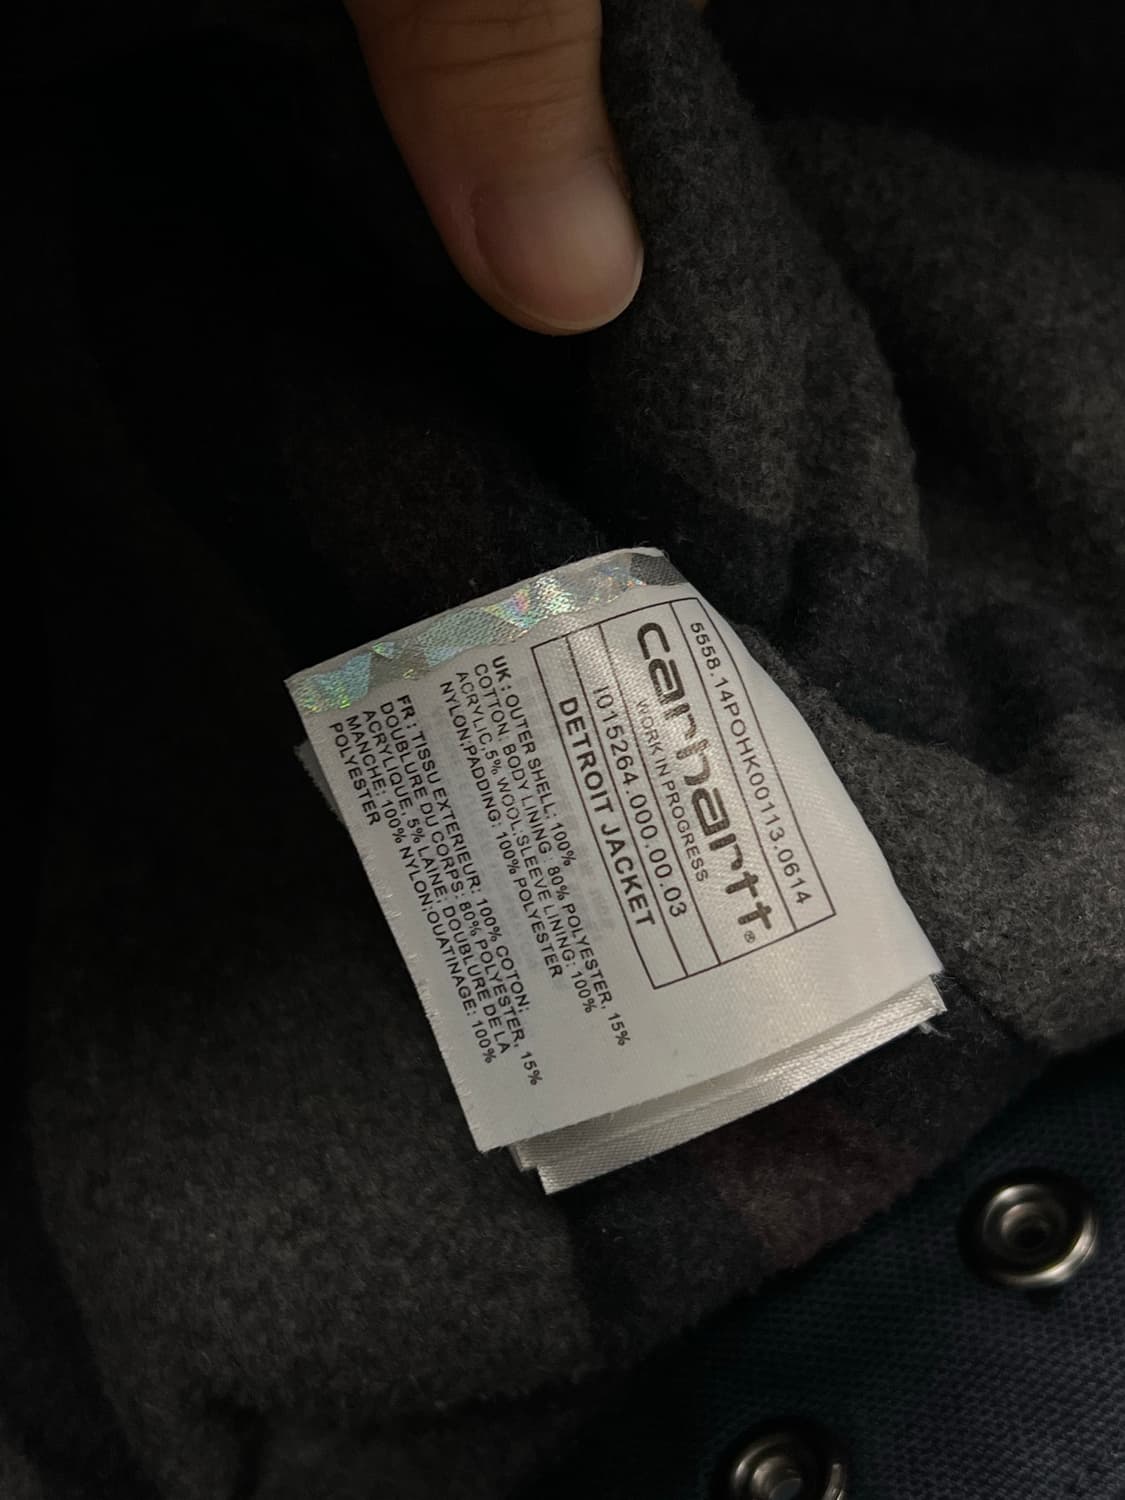 5558.14POHK00113.0614
carhartt®
WORK IN PROGRESS
I015264.000.00.03
DETROIT JACKET
UK : OUTER SHELL: 100%
COTTON; BODY LINING : 80% POLYESTER, 15%
ACRYLIC,5% WOOL;SLEEVE LINING: 100%
NYLON;PADDING: 100% POLYESTER
FR : TISSU EXTERIEUR: 100% COTON;
DOUBLURE DU CORPS: 80% POLYESTER, 15%
ACRYLIQUE, 5% LAINE; DOUBLURE DE LA
MANCHE: 100% NYLON;OUATINAGE: 100%
POLYESTER